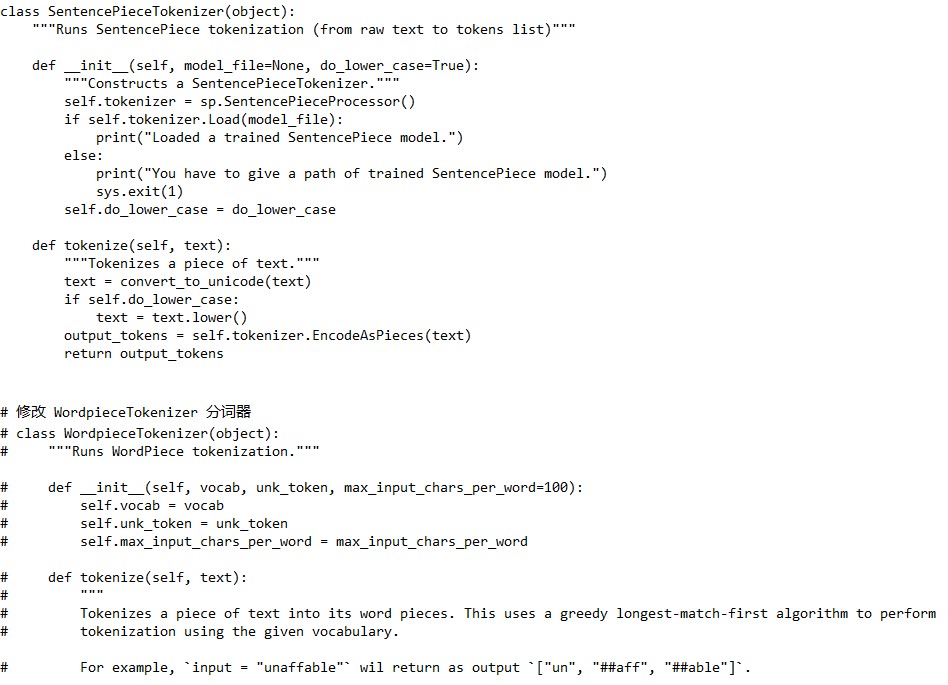 class SentencePieceTokenizer(object):
    """Runs SentencePiece tokenization (from raw text to tokens list)"""

    def __init__(self, model_file=None, do_lower_case=True):
        """Constructs a SentencePieceTokenizer."""
        self.tokenizer = sp.SentencePieceProcessor()
        if self.tokenizer.Load(model_file):
            print("Loaded a trained SentencePiece model.")
        else:
            print("You have to give a path of trained SentencePiece model.")
            sys.exit(1)
        self.do_lower_case = do_lower_case

    def tokenize(self, text):
        """Tokenizes a piece of text."""
        text = convert_to_unicode(text)
        if self.do_lower_case:
            text = text.lower()
        output_tokens = self.tokenizer.EncodeAsPieces(text)
        return output_tokens


# 修改 WordpieceTokenizer 分词器
# class WordpieceTokenizer(object):
#     """Runs WordPiece tokenization."""

#     def __init__(self, vocab, unk_token, max_input_chars_per_word=100):
#         self.vocab = vocab
#         self.unk_token = unk_token
#         self.max_input_chars_per_word = max_input_chars_per_word

#     def tokenize(self, text):
#         """
#         Tokenizes a piece of text into its word pieces. This uses a greedy longest-match-first algorithm to perform
#         tokenization using the given vocabulary.

#         For example, `input = "unaffable"` wil return as output `["un", "##aff", "##able"]`.